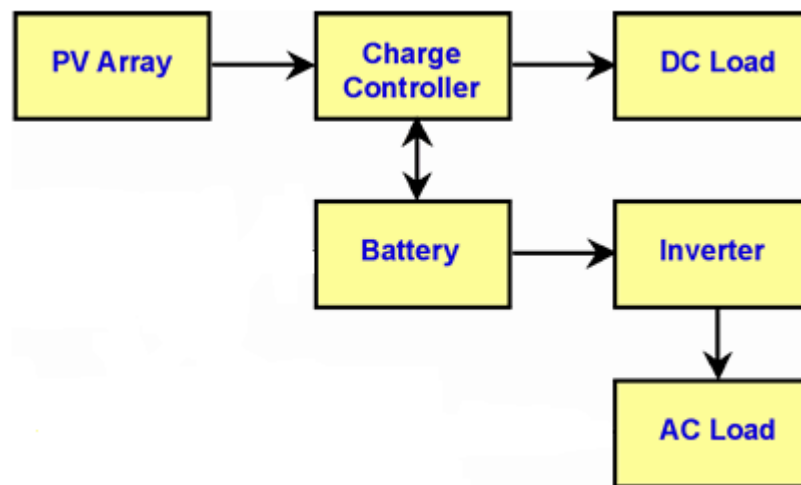 PV Array
Charge
Controller
DC Load
Battery
Inverter
AC Load